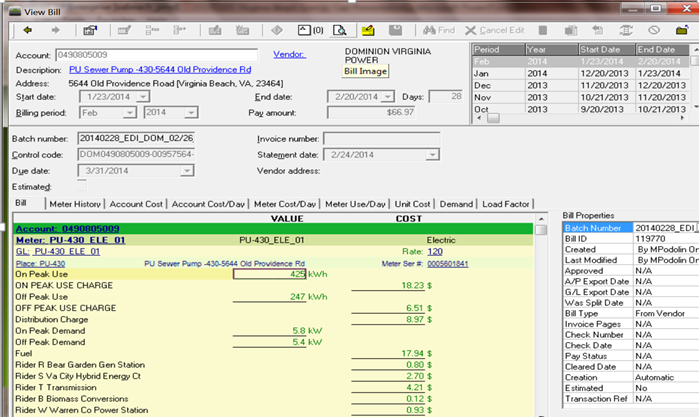 View Bill
(0)
Find
Cancel Edit
Account: 0490805009
Vendor: DOMINION VIRGINIA POWER
Bill Image
Description: PU Sewer Pump -430-5644 Old Providence Rd
Address: 5644 Old Providence Road [Virginia Beach, VA, 23464]
Start date: 1/23/2014 End date: 2/20/2014 Days: 28
Billing period: Feb 2014 Pay amount: $66.97
Period Year Start Date End Date
Feb 2014 1/23/2014 2/20/2014
Jan 2014 12/20/2013 1/23/2014
Dec 2013 11/20/2013 12/20/2013
Nov 2013 10/21/2013 11/20/2013
Oct 2013 9/20/2013 10/21/2013
Batch number: 20140228_EDI_DOM_02/26 Invoice number:
Control code: DOM0490805009-00957564- Statement date: 2/24/2014
Due date: 3/31/2014 Vendor address:
Estimated:
Bill Meter History Account Cost Account Cost/Day Meter Cost/Day Meter Use/Day Unit Cost Demand Load Factor
VALUE COST
Account: 0490805009
Meter: PU-430_ELE_01 PU-430_ELE_01 Electric
GL: PU-430_ELE_01 Rate: 120
Place: PU-430 PU Sewer Pump -430-5644 Old Providence Rd Meter Ser #: 0005601841
On Peak Use 425 kWh
ON PEAK USE CHARGE 18.23 $
Off Peak Use 247 kWh
OFF PEAK USE CHARGE 6.51 $
Distribution Charge 8.97 $
On Peak Demand 5.8 kW
Off Peak Demand 5.4 kW
Fuel 17.94 $
Rider R Bear Garden Gen Station 0.80 $
Rider S Va City Hybrid Energy Ct 2.70 $
Rider T Transmission 4.21 $
Rider B Biomass Conversions 0.12 $
Rider W Warren Co Power Station 0.93 $
Bill Properties
Batch Number 20140228_EDI_
Bill ID 119770
Created By MPodolin On
Last Modified By MPodolin On
Approved N/A
A/P Export Date N/A
G/L Export Date N/A
Was Split Date N/A
Bill Type From Vendor
Invoice Pages N/A
Check Number N/A
Check Date N/A
Pay Status N/A
Cleared Date N/A
Creation Automatic
Estimated No
Transaction Ref N/A